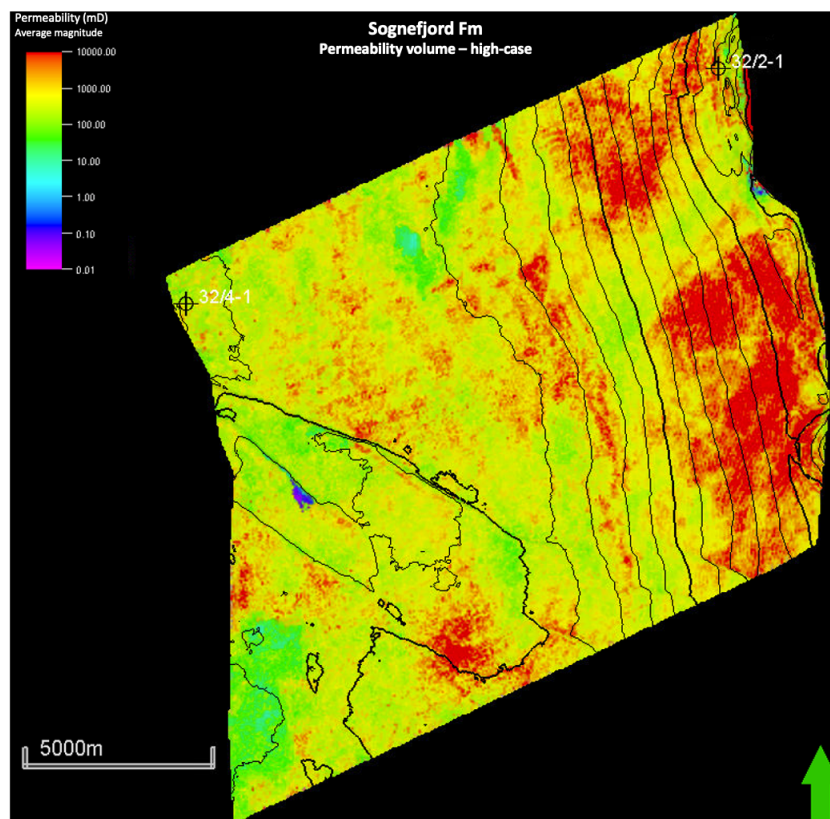 Permeability (mD)
Average magnitude
Sognefjord Fm
Permeability volume – high-case
10000.00
1000.00
100.00
10.00
1.00
0.10
0.01
32/2-1
32/4-1
5000m